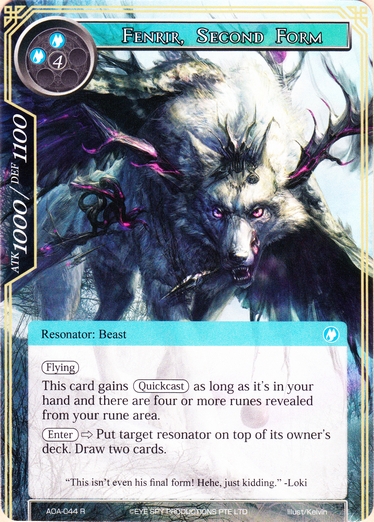 Fenrir, Second Form
4
ATK 1000 / DEF 1100
Resonator: Beast
Flying
This card gains Quickcast as long as it's in your
hand and there are four or more runes revealed
from your rune area.
Enter ⇨ Put target resonator on top of its owner's
deck. Draw two cards.
"This isn't even his final form! Hehe, just kidding." -Loki
AOA-044 R
©EYE SPY PRODUCTIONS PTE LTD
Illust/Kelvin